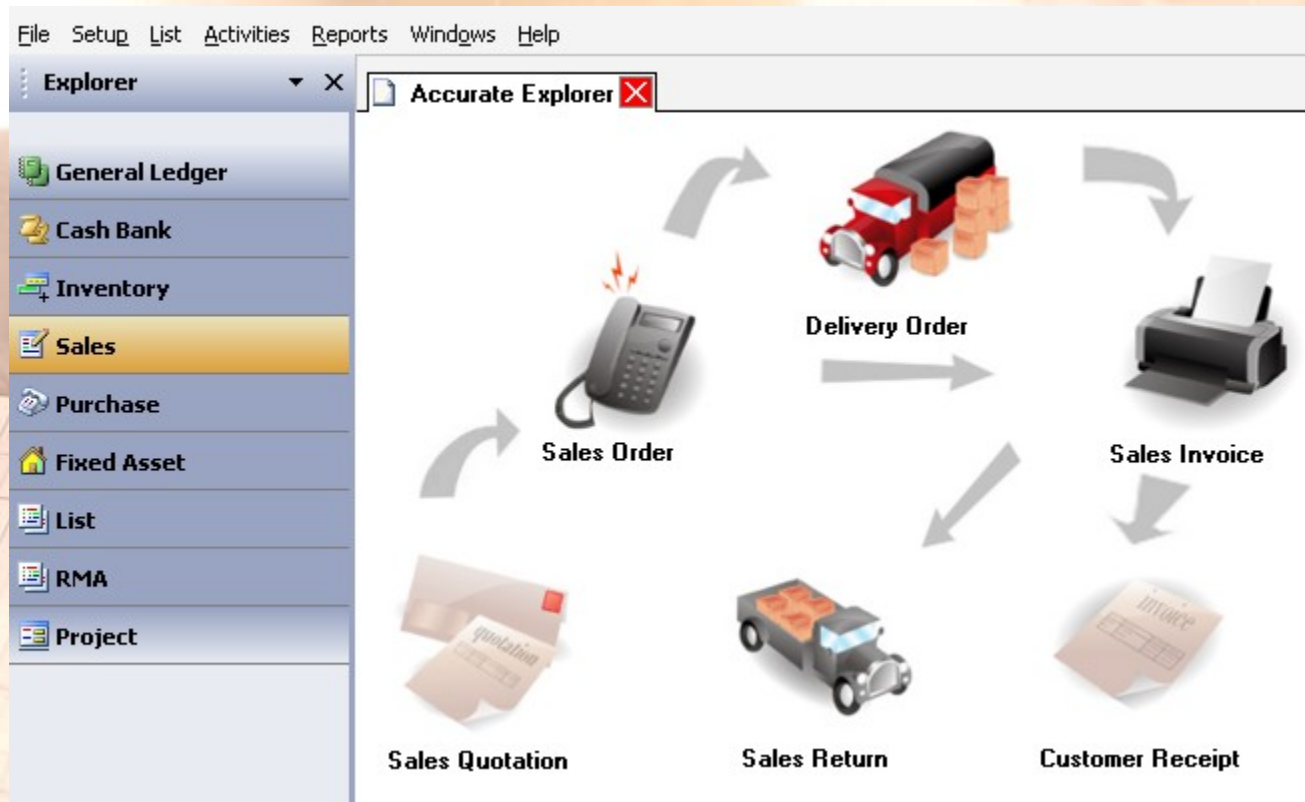 File Setup List Activities Reports Windows Help
Explorer
Accurate Explorer
General Ledger
Cash Bank
Inventory
Sales
Purchase
Fixed Asset
List
RMA
Project
Delivery Order
Sales Order
Sales Invoice
quotation
invoice
Sales Quotation
Sales Return
Customer Receipt